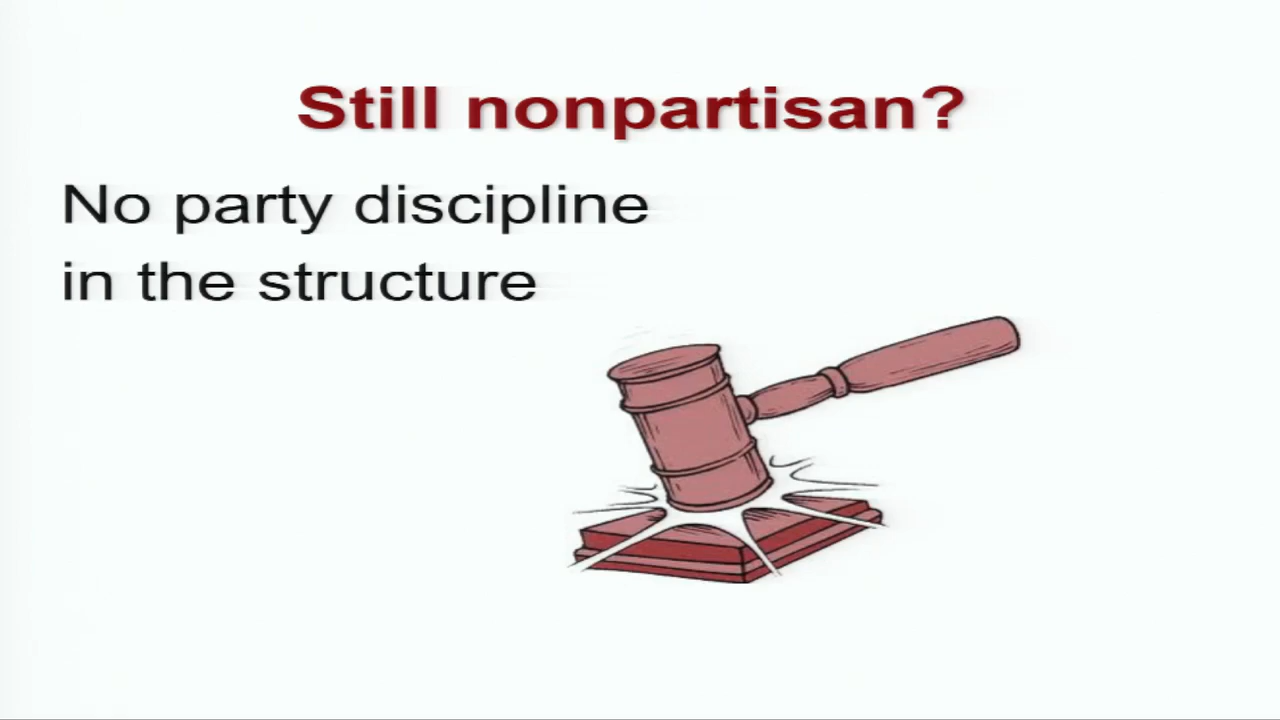 Still nonpartisan?
No party discipline
in the structure